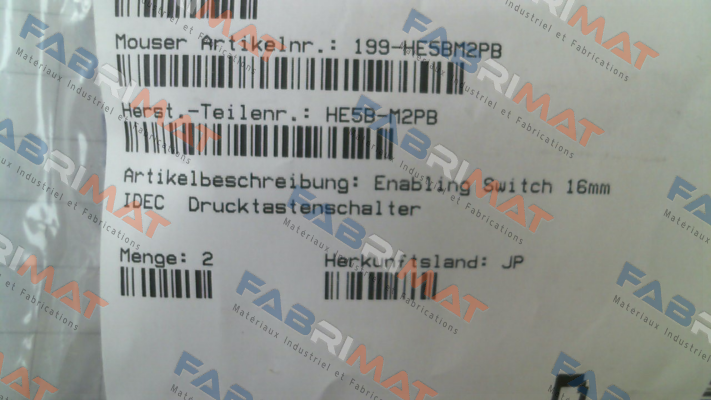 Mouser Artikelnr.: 199-HE5BM2PB
Herst.-Teilenr.: HE5B-M2PB
Artikelbeschreibung: Enabling Switch 16mm
IDEC Drucktastenschalter
Menge: 2 Herkunftsland: JP
FABRIMAT
Materiaux Industriel et Fabrications